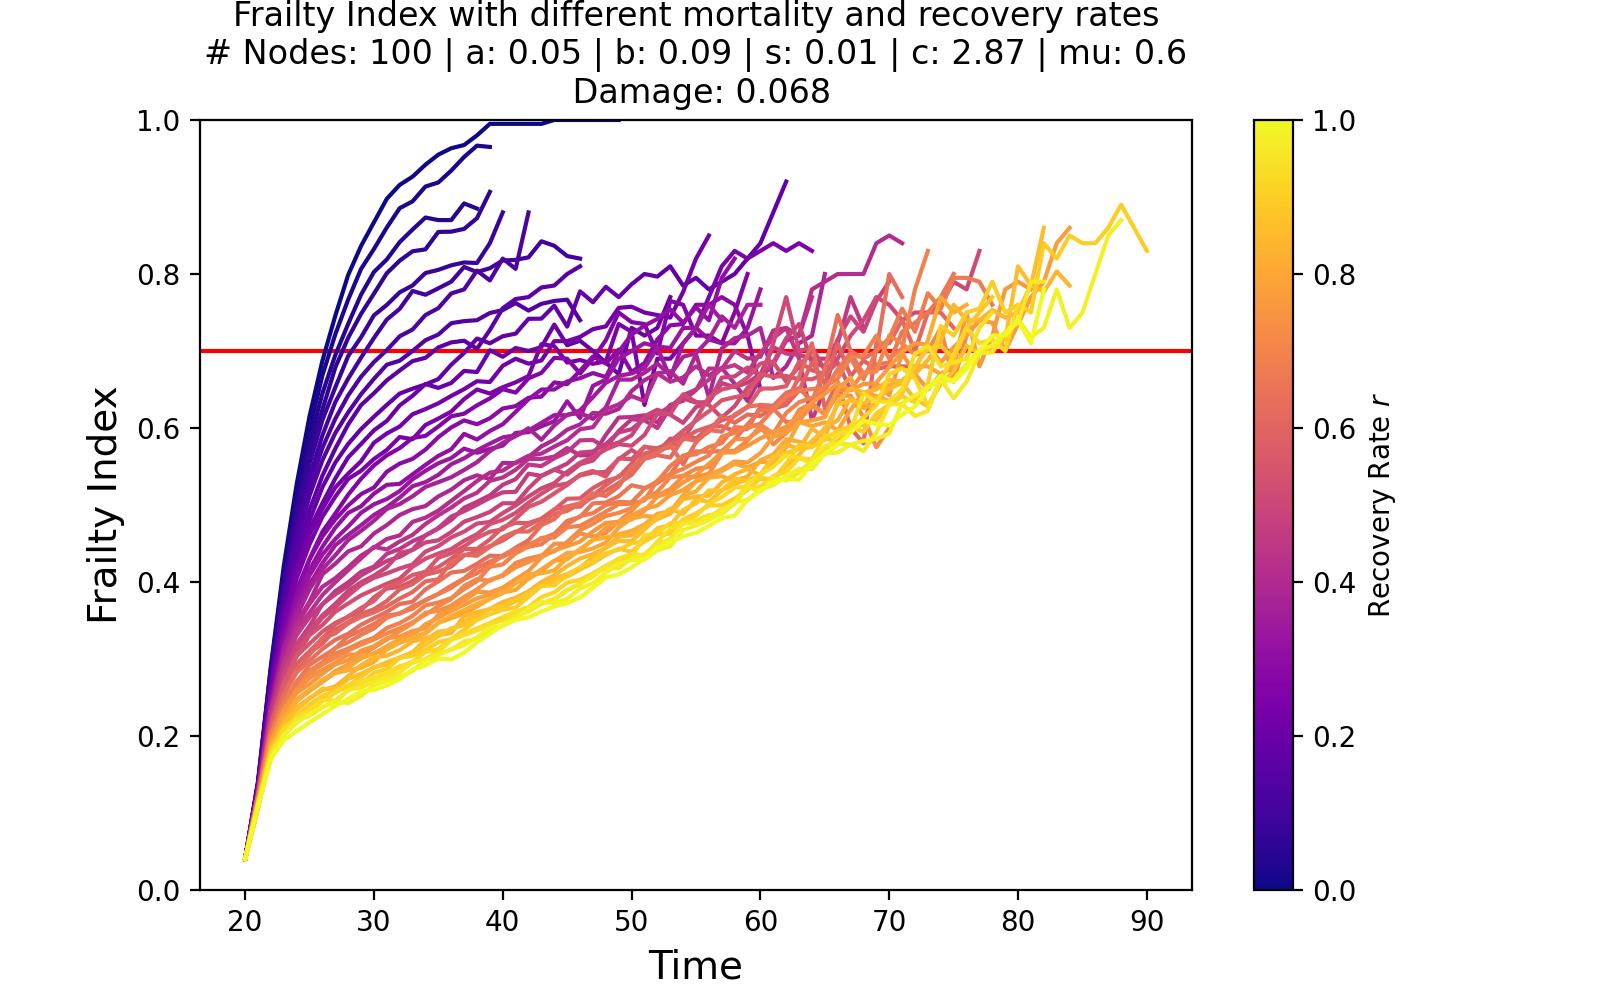 Frailty Index with different mortality and recovery rates
# Nodes: 100 | a: 0.05 | b: 0.09 | s: 0.01 | c: 2.87 | mu: 0.6
Damage: 0.068
Frailty Index
1.0
0.8
0.6
0.4
0.2
0.0
20 30 40 50 60 70 80 90
Time
1.0
0.8
0.6
0.4
0.2
0.0
Recovery Rate r